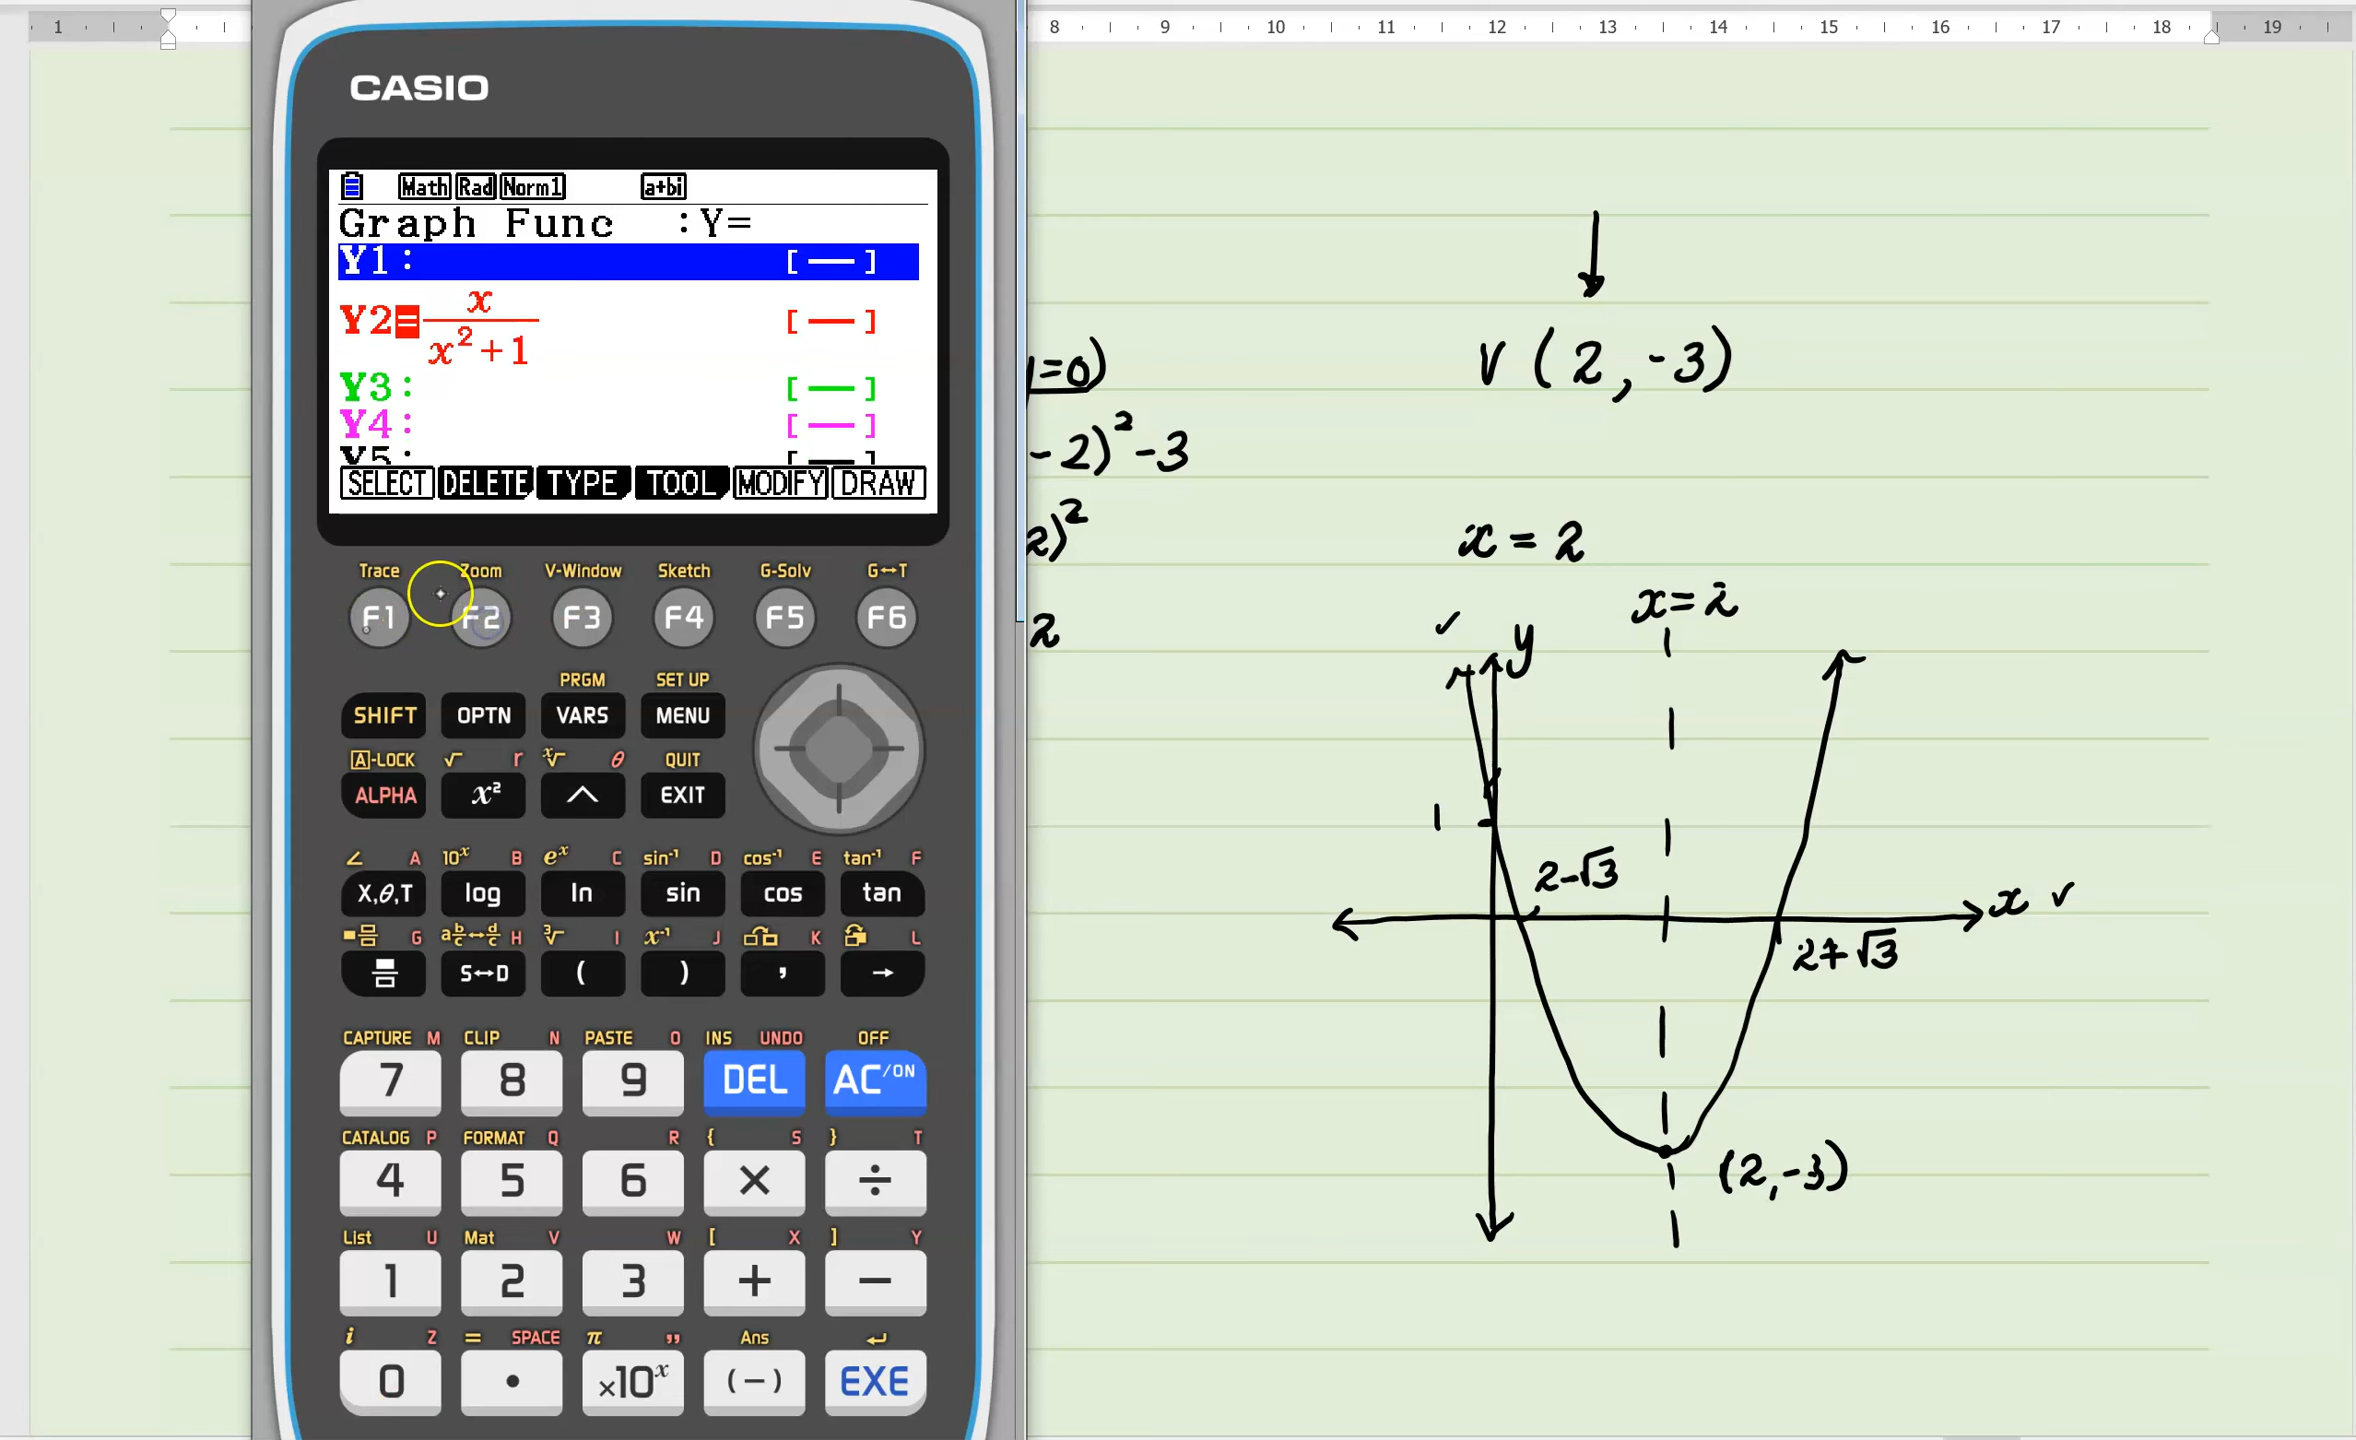 1 8 9 10 11 12 13 14 15 16 17 18 19
CASIO
Math Rad Norm1 a+bi
Graph Func :Y=
Y1: [—]
Y2=x/(x²+1) [—]
Y3: [—]
Y4: [—]
Y5: [—]
SELECT DELETE TYPE TOOL MODIFY DRAW
Trace Zoom V-Window Sketch G-Solv G↔T
F1 F2 F3 F4 F5 F6
PRGM SET UP
SHIFT OPTN VARS MENU
A-LOCK √ r ˣ√ θ QUIT
ALPHA x² ^ EXIT
∠ A 10ˣ B eˣ C sin⁻¹ D cos⁻¹ E tan⁻¹ F
X,θ,T log ln sin cos tan
G a b/c↔d/c H ³√ I x⁻¹ J K L
S↔D ( ) , →
CAPTURE M CLIP N PASTE O INS UNDO OFF
7 8 9 DEL AC/ON
CATALOG P FORMAT Q R { S } T
4 5 6 × ÷
List U Mat V W [ X ] Y
1 2 3 + −
i Z = SPACE π " Ans ↵
0 • ×10ˣ (−) EXE
=0)
-2)²-3
2)²
2
↓
V (2,-3)
x = 2
x=2
✓ y
1
2-√3
x ✓
2+√3
(2,-3)